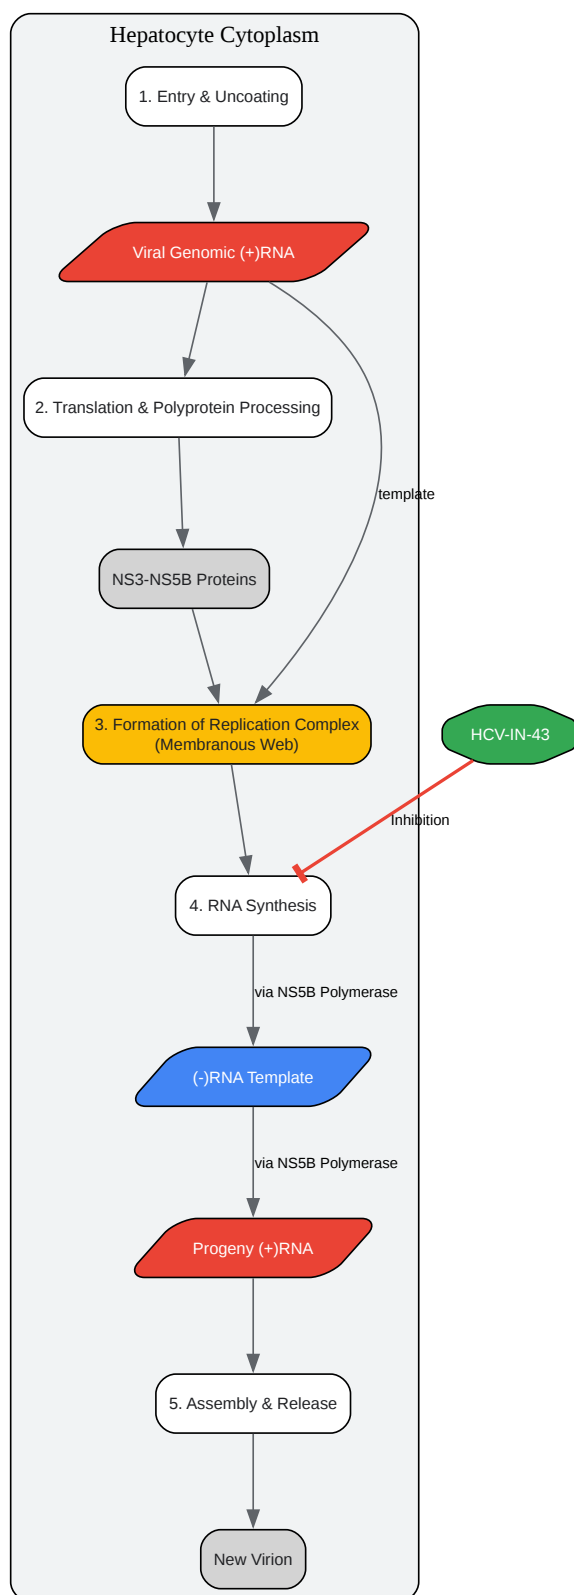 Hepatocyte Cytoplasm
1. Entry & Uncoating
Viral Genomic (+)RNA
2. Translation & Polyprotein Processing
template
NS3-NS5B Proteins
3. Formation of Replication Complex
(Membranous Web)
HCV-IN-43
Inhibition
4. RNA Synthesis
via NS5B Polymerase
(-)RNA Template
via NS5B Polymerase
Progeny (+)RNA
5. Assembly & Release
New Virion